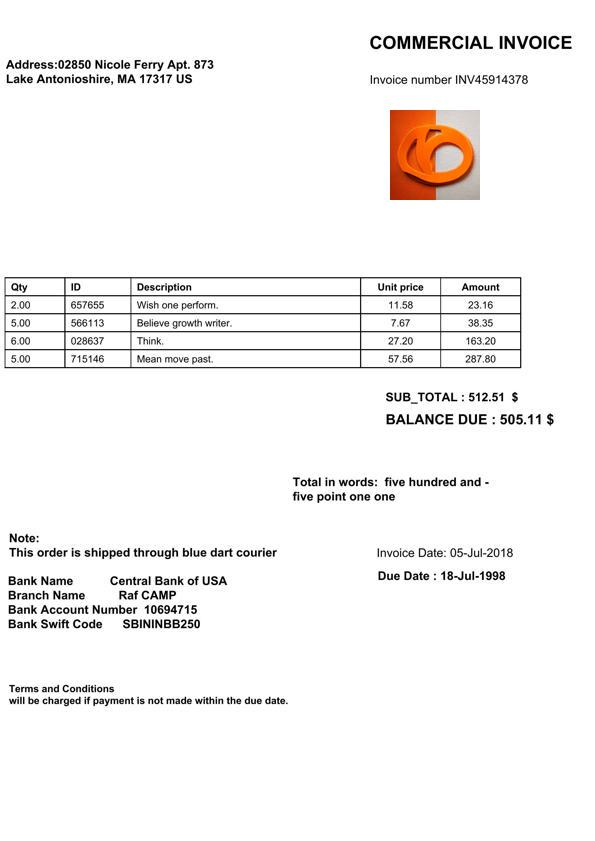 COMMERCIAL INVOICE
Address:02850 Nicole Ferry Apt. 873
Lake Antonioshire, MA 17317 US
Invoice number INV45914378
Qty ID Description Unit price Amount
2.00 657655 Wish one perform. 11.58 23.16
5.00 566113 Believe growth writer. 7.67 38.35
6.00 028637 Think. 27.20 163.20
5.00 715146 Mean move past. 57.56 287.80
SUB_TOTAL : 512.51 $
BALANCE DUE : 505.11 $
Total in words: five hundred and -
five point one one
Note:
This order is shipped through blue dart courier
Invoice Date: 05-Jul-2018
Due Date : 18-Jul-1998
Bank Name Central Bank of USA
Branch Name Raf CAMP
Bank Account Number 10694715
Bank Swift Code SBININBB250
Terms and Conditions
will be charged if payment is not made within the due date.